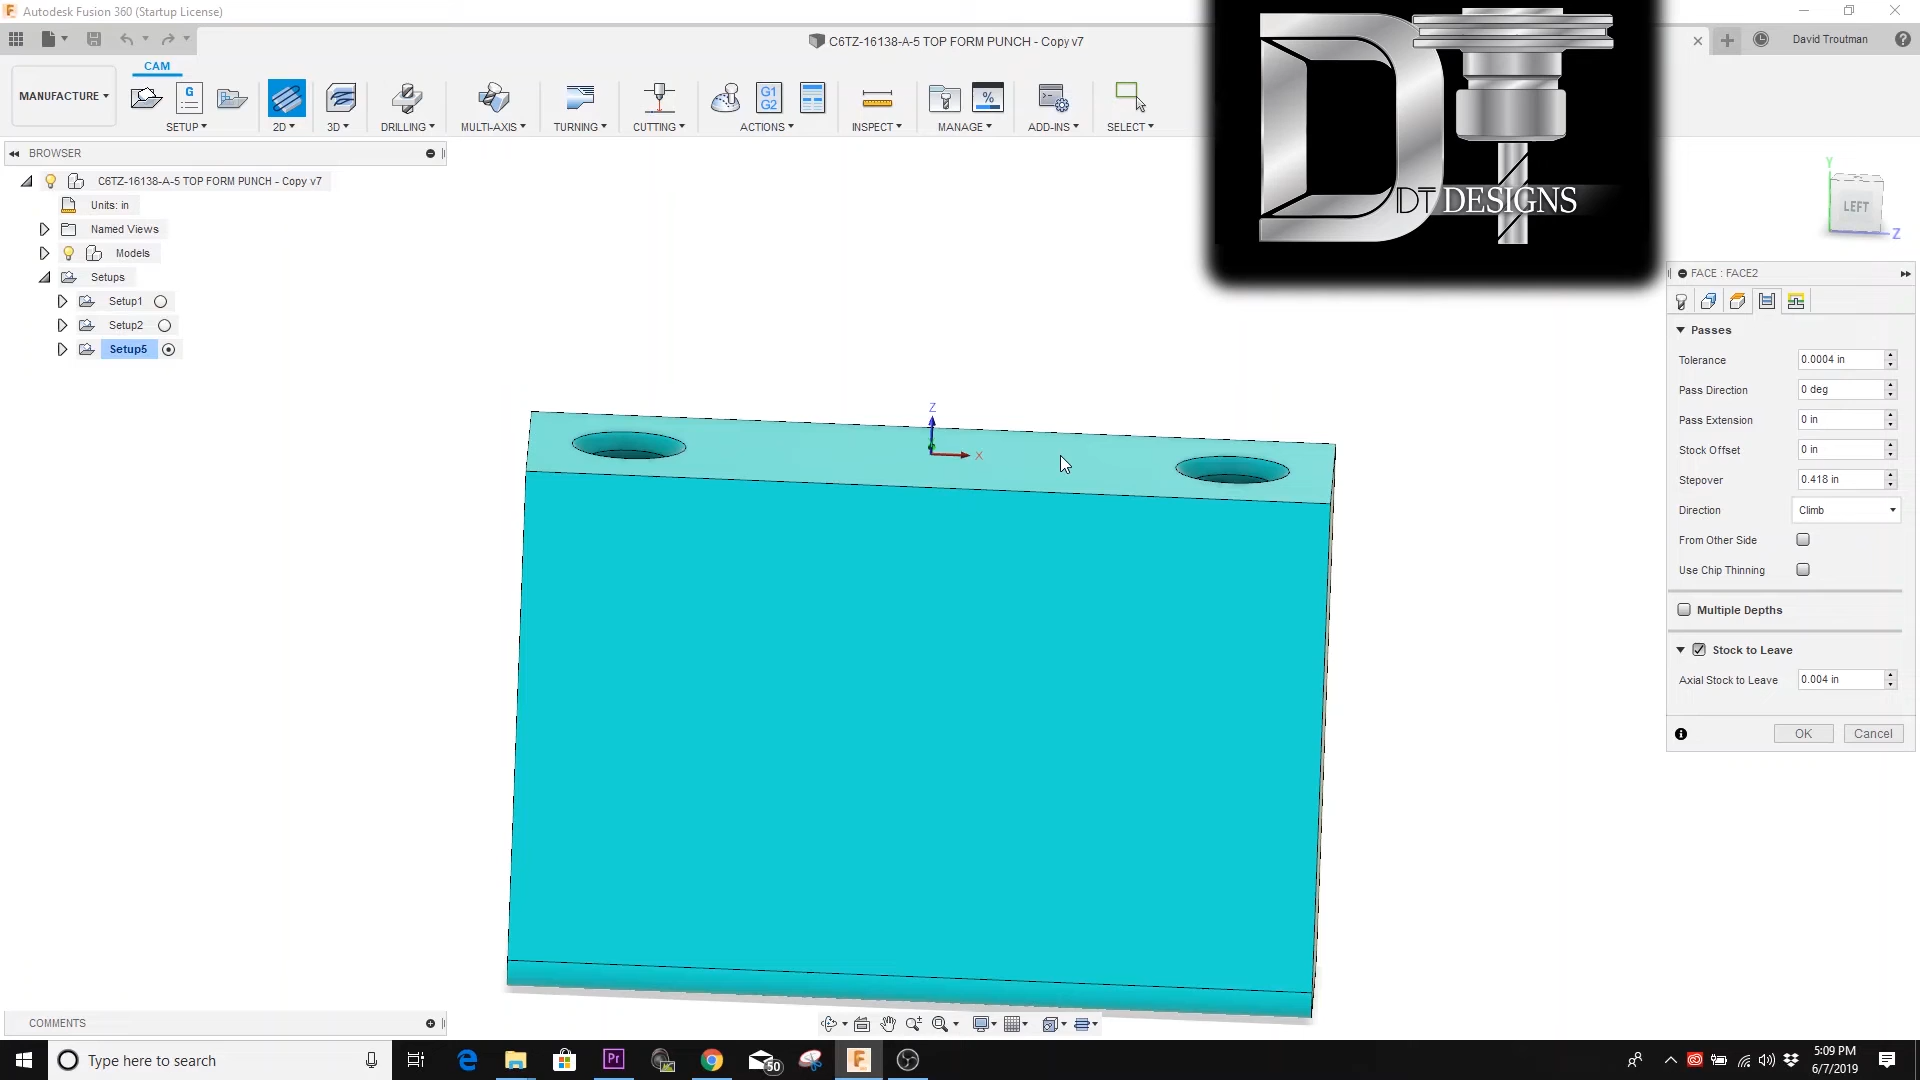 Autodesk Fusion 360 (Startup License)
C6TZ-16138-A-5 TOP FORM PUNCH - Copy v7
David Troutman
CAM
MANUFACTURE
G
G1
G2
%
SETUP
2D
3D
DRILLING
MULTI-AXIS
TURNING
CUTTING
ACTIONS
INSPECT
MANAGE
ADD-INS
SELECT
DT DESIGNS
BROWSER
C6TZ-16138-A-5 TOP FORM PUNCH - Copy v7
Units: in
Named Views
Models
Setups
Setup1
Setup2
Setup5
Y
LEFT
Z
Z
X
FACE : FACE2
Passes
Tolerance 0.0004 in
Pass Direction 0 deg
Pass Extension 0 in
Stock Offset 0 in
Stepover 0.418 in
Direction Climb
From Other Side
Use Chip Thinning
Multiple Depths
Stock to Leave
Axial Stock to Leave 0.004 in
OK Cancel
COMMENTS
Type here to search
Pr
50
5:09 PM
6/7/2019